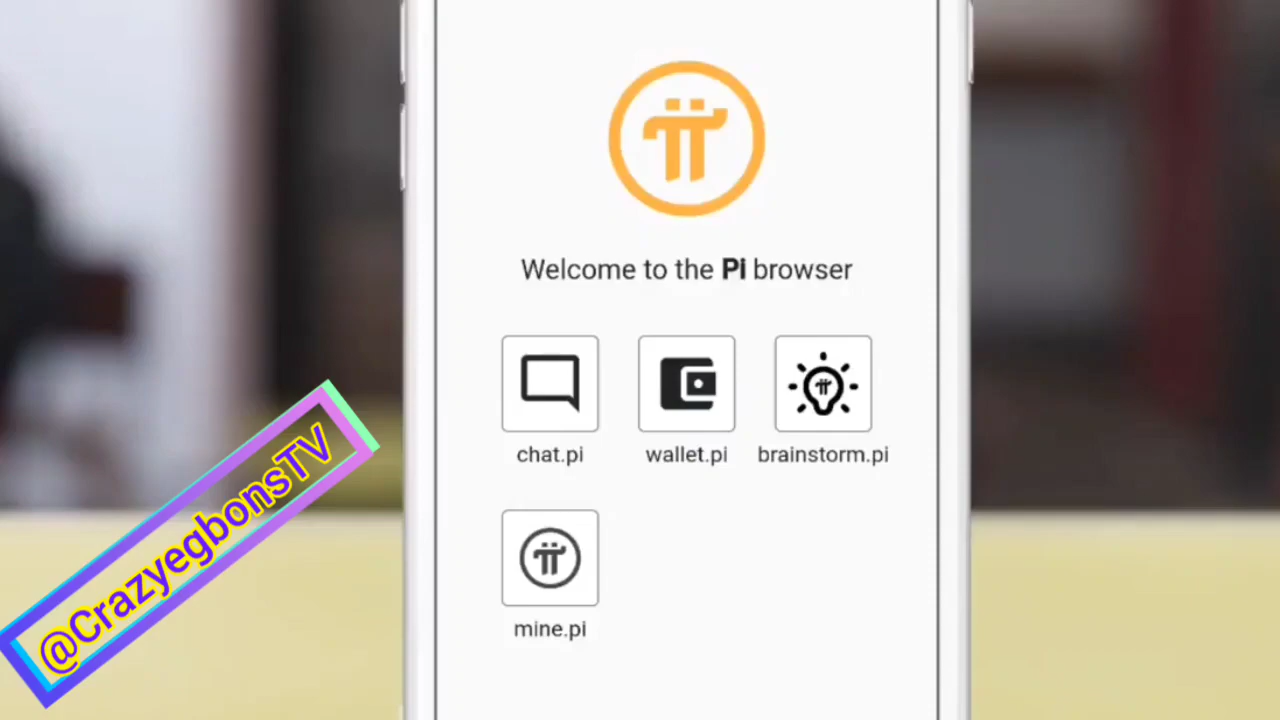 Welcome to the Pi browser
chat.pi
wallet.pi
brainstorm.pi
mine.pi
@CrazyegbonsTV